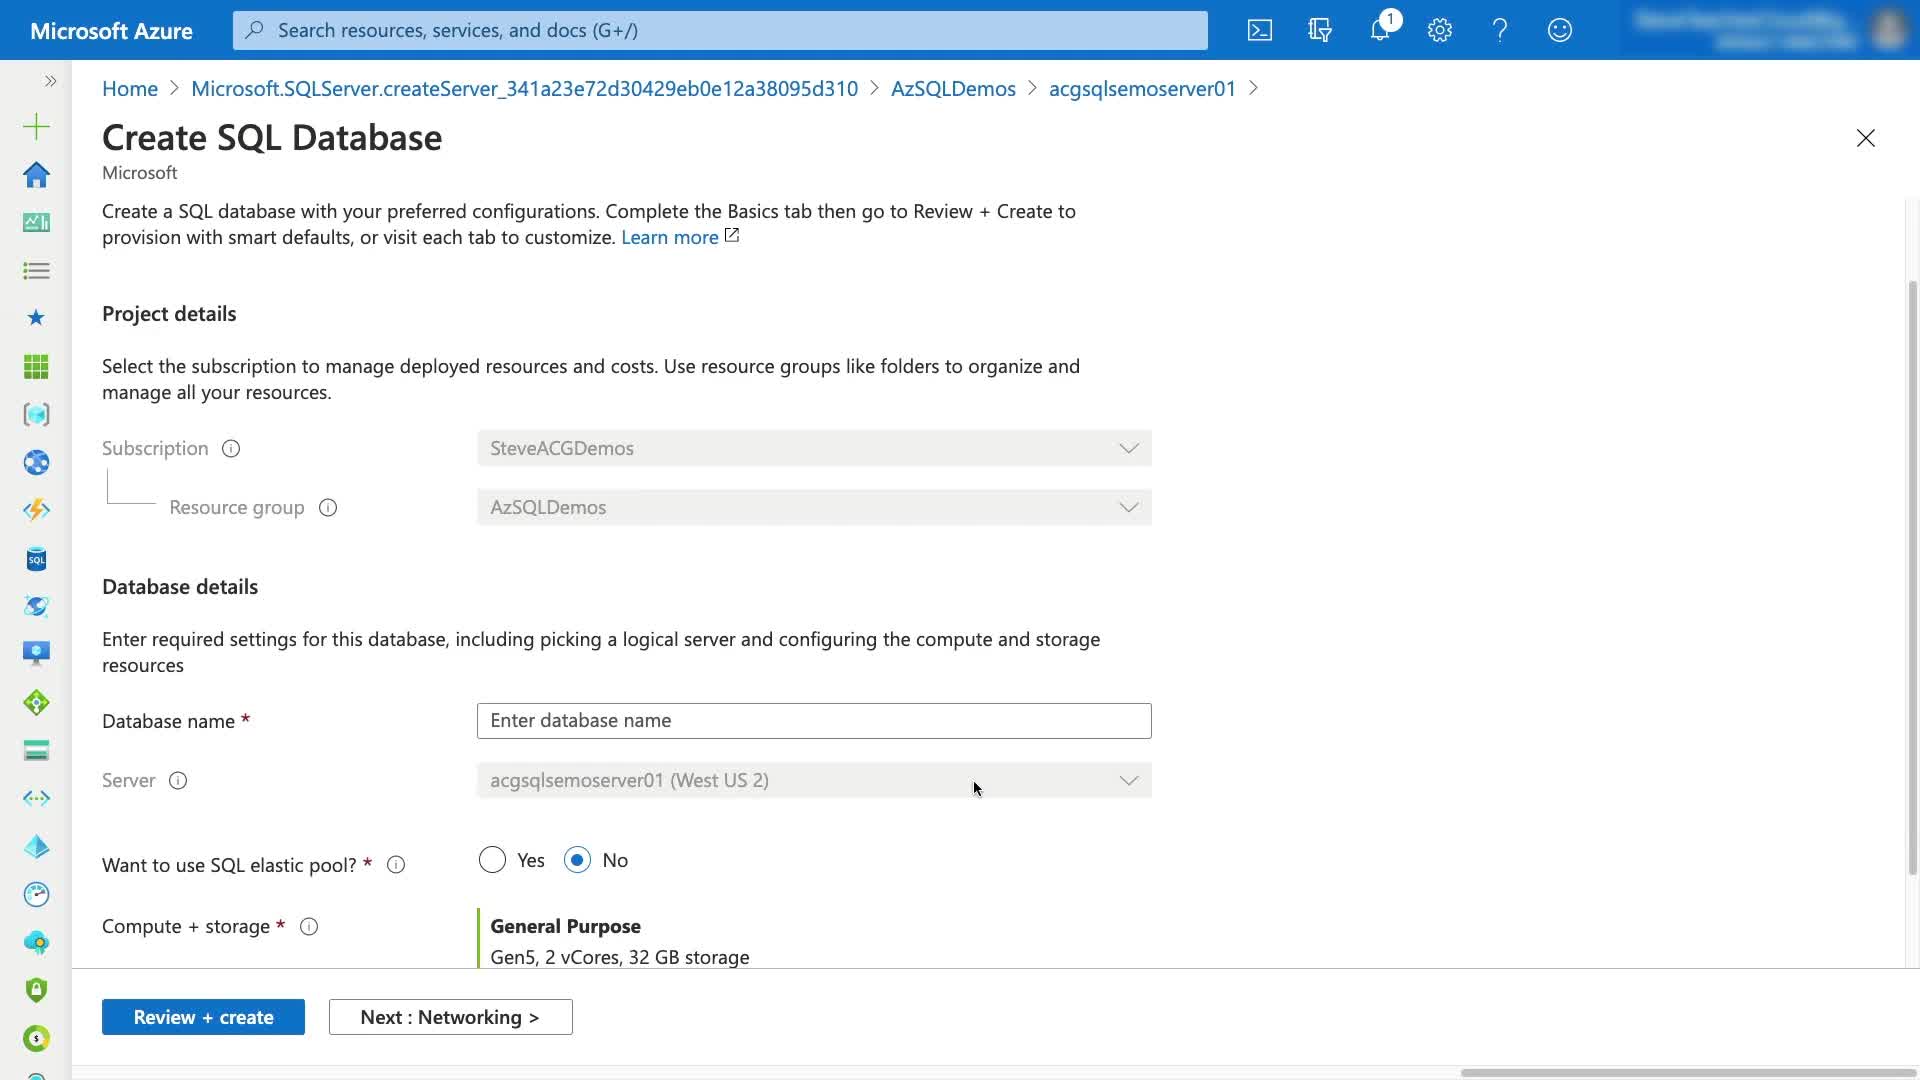 Microsoft Azure
Search resources, services, and docs (G+/)
1
Home > Microsoft.SQLServer.createServer_341a23e72d30429eb0e12a38095d310 > AzSQLDemos > acgsqlsemoserver01 >
Create SQL Database
Microsoft
Create a SQL database with your preferred configurations. Complete the Basics tab then go to Review + Create to
provision with smart defaults, or visit each tab to customize. Learn more
Project details
Select the subscription to manage deployed resources and costs. Use resource groups like folders to organize and
manage all your resources.
Subscription
SteveACGDemos
Resource group
AzSQLDemos
Database details
Enter required settings for this database, including picking a logical server and configuring the compute and storage
resources
Database name *
Enter database name
Server
acgsqlsemoserver01 (West US 2)
Want to use SQL elastic pool? *
Yes No
Compute + storage *
General Purpose
Gen5, 2 vCores, 32 GB storage
Review + create
Next : Networking >
SQL